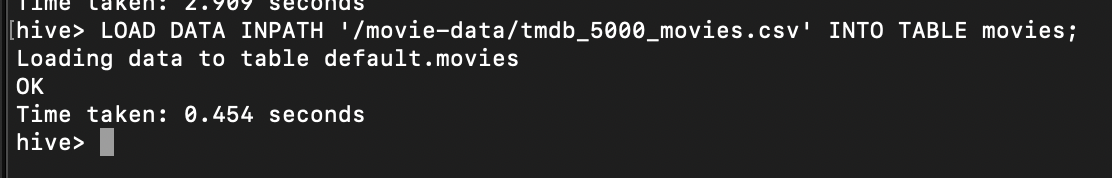 Time taken: 2.909 seconds
[hive> LOAD DATA INPATH '/movie-data/tmdb_5000_movies.csv' INTO TABLE movies;
Loading data to table default.movies
OK
Time taken: 0.454 seconds
hive>